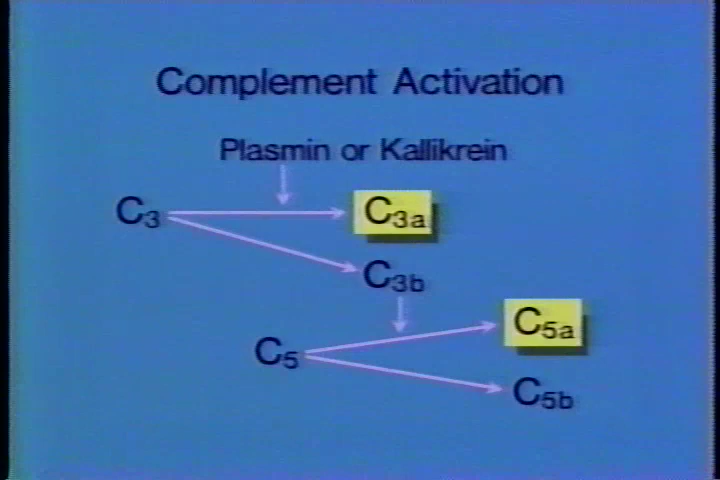 Complement Activation
Plasmin or Kallikrein
C3
C3a
C3b
C5
C5a
C5b